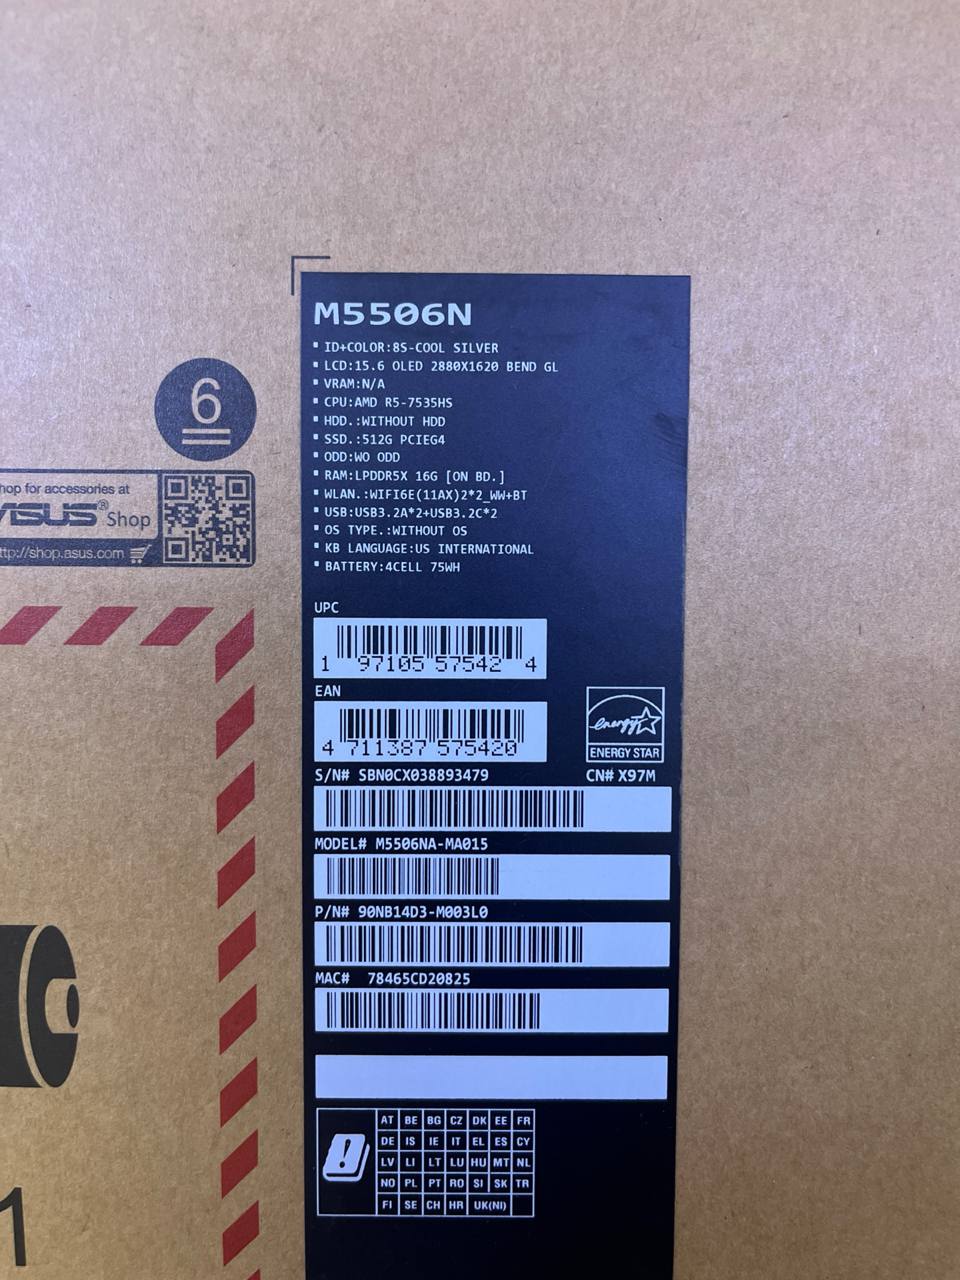 M5506N
ID+COLOR:8S-COOL SILVER
LCD:15.6 OLED 2880X1620 BEND GL
VRAM:N/A
CPU:AMD R5-7535HS
HDD.:WITHOUT HDD
SSD.:512G PCIEG4
ODD:WO ODD
RAM:LPDDR5X 16G [ON BD.]
WLAN.:WIFI6E(11AX)2*2_WW+BT
USB:USB3.2A*2+USB3.2C*2
OS TYPE.:WITHOUT OS
KB LANGUAGE:US INTERNATIONAL
BATTERY:4CELL 75WH
UPC
1 97105 57542 4
EAN
4 711387 575420
energy
ENERGY STAR
S/N# SBN0CX038893479
CN# X97M
MODEL# M5506NA-MA015
P/N# 90NB14D3-M003L0
MAC# 78465CD20825
AT BE BG CZ DK EE FR
DE IS IE IT EL ES CY
LV LI LT LU HU MT NL
NO PL PT RO SI SK TR
FI SE CH HR UK(NI)
6
hop for accessories at
ASUS® Shop
ttp://shop.asus.com
1